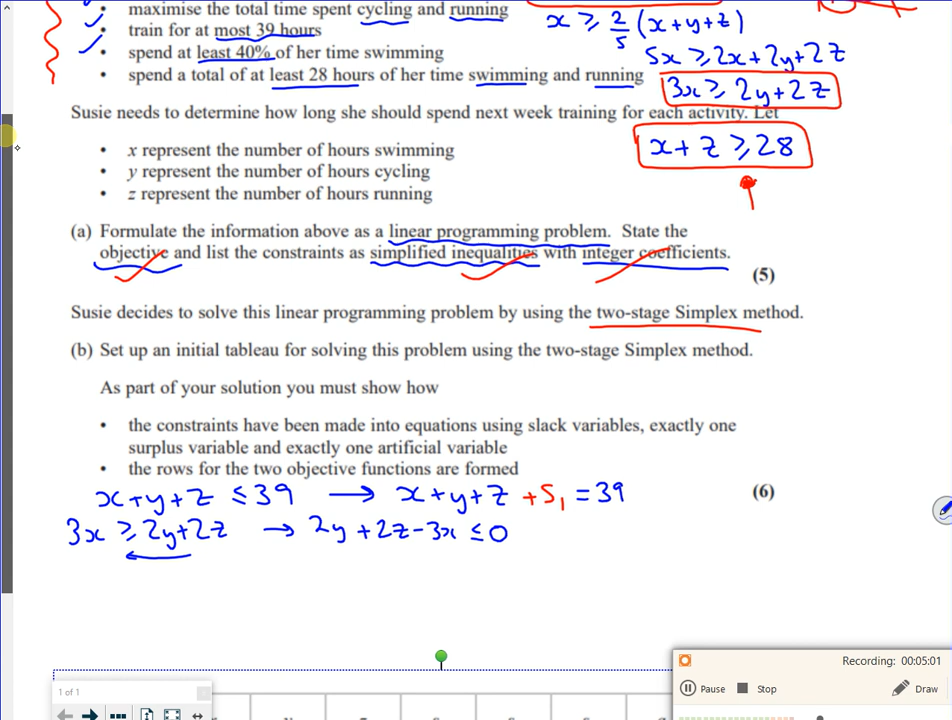 • maximise the total time spent cycling and running
• train for at most 39 hours
• spend at least 40% of her time swimming
• spend a total of at least 28 hours of her time swimming and running
x ≥ 2/5 (x+y+z)
5x ≥ 2x+2y+2z
3x ≥ 2y+2z
Susie needs to determine how long she should spend next week training for each activity. Let
x + z ≥ 28
• x represent the number of hours swimming
• y represent the number of hours cycling
• z represent the number of hours running
(a) Formulate the information above as a linear programming problem. State the
objective and list the constraints as simplified inequalities with integer coefficients.
(5)
Susie decides to solve this linear programming problem by using the two-stage Simplex method.
(b) Set up an initial tableau for solving this problem using the two-stage Simplex method.
As part of your solution you must show how
• the constraints have been made into equations using slack variables, exactly one
surplus variable and exactly one artificial variable
• the rows for the two objective functions are formed
(6)
x+y+z ≤ 39 → x+y+z +S₁ = 39
3x ≥ 2y+2z → 2y+2z-3x ≤ 0
Recording: 00:05:01
1 of 1
Pause Stop Draw